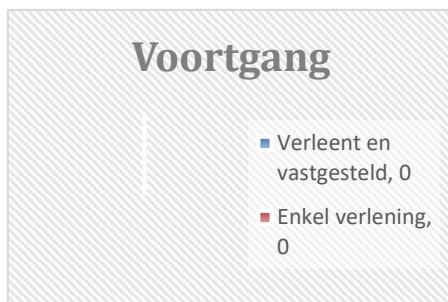 Voortgang
Verleent en
vastgesteld, 0
Enkel verlening,
0